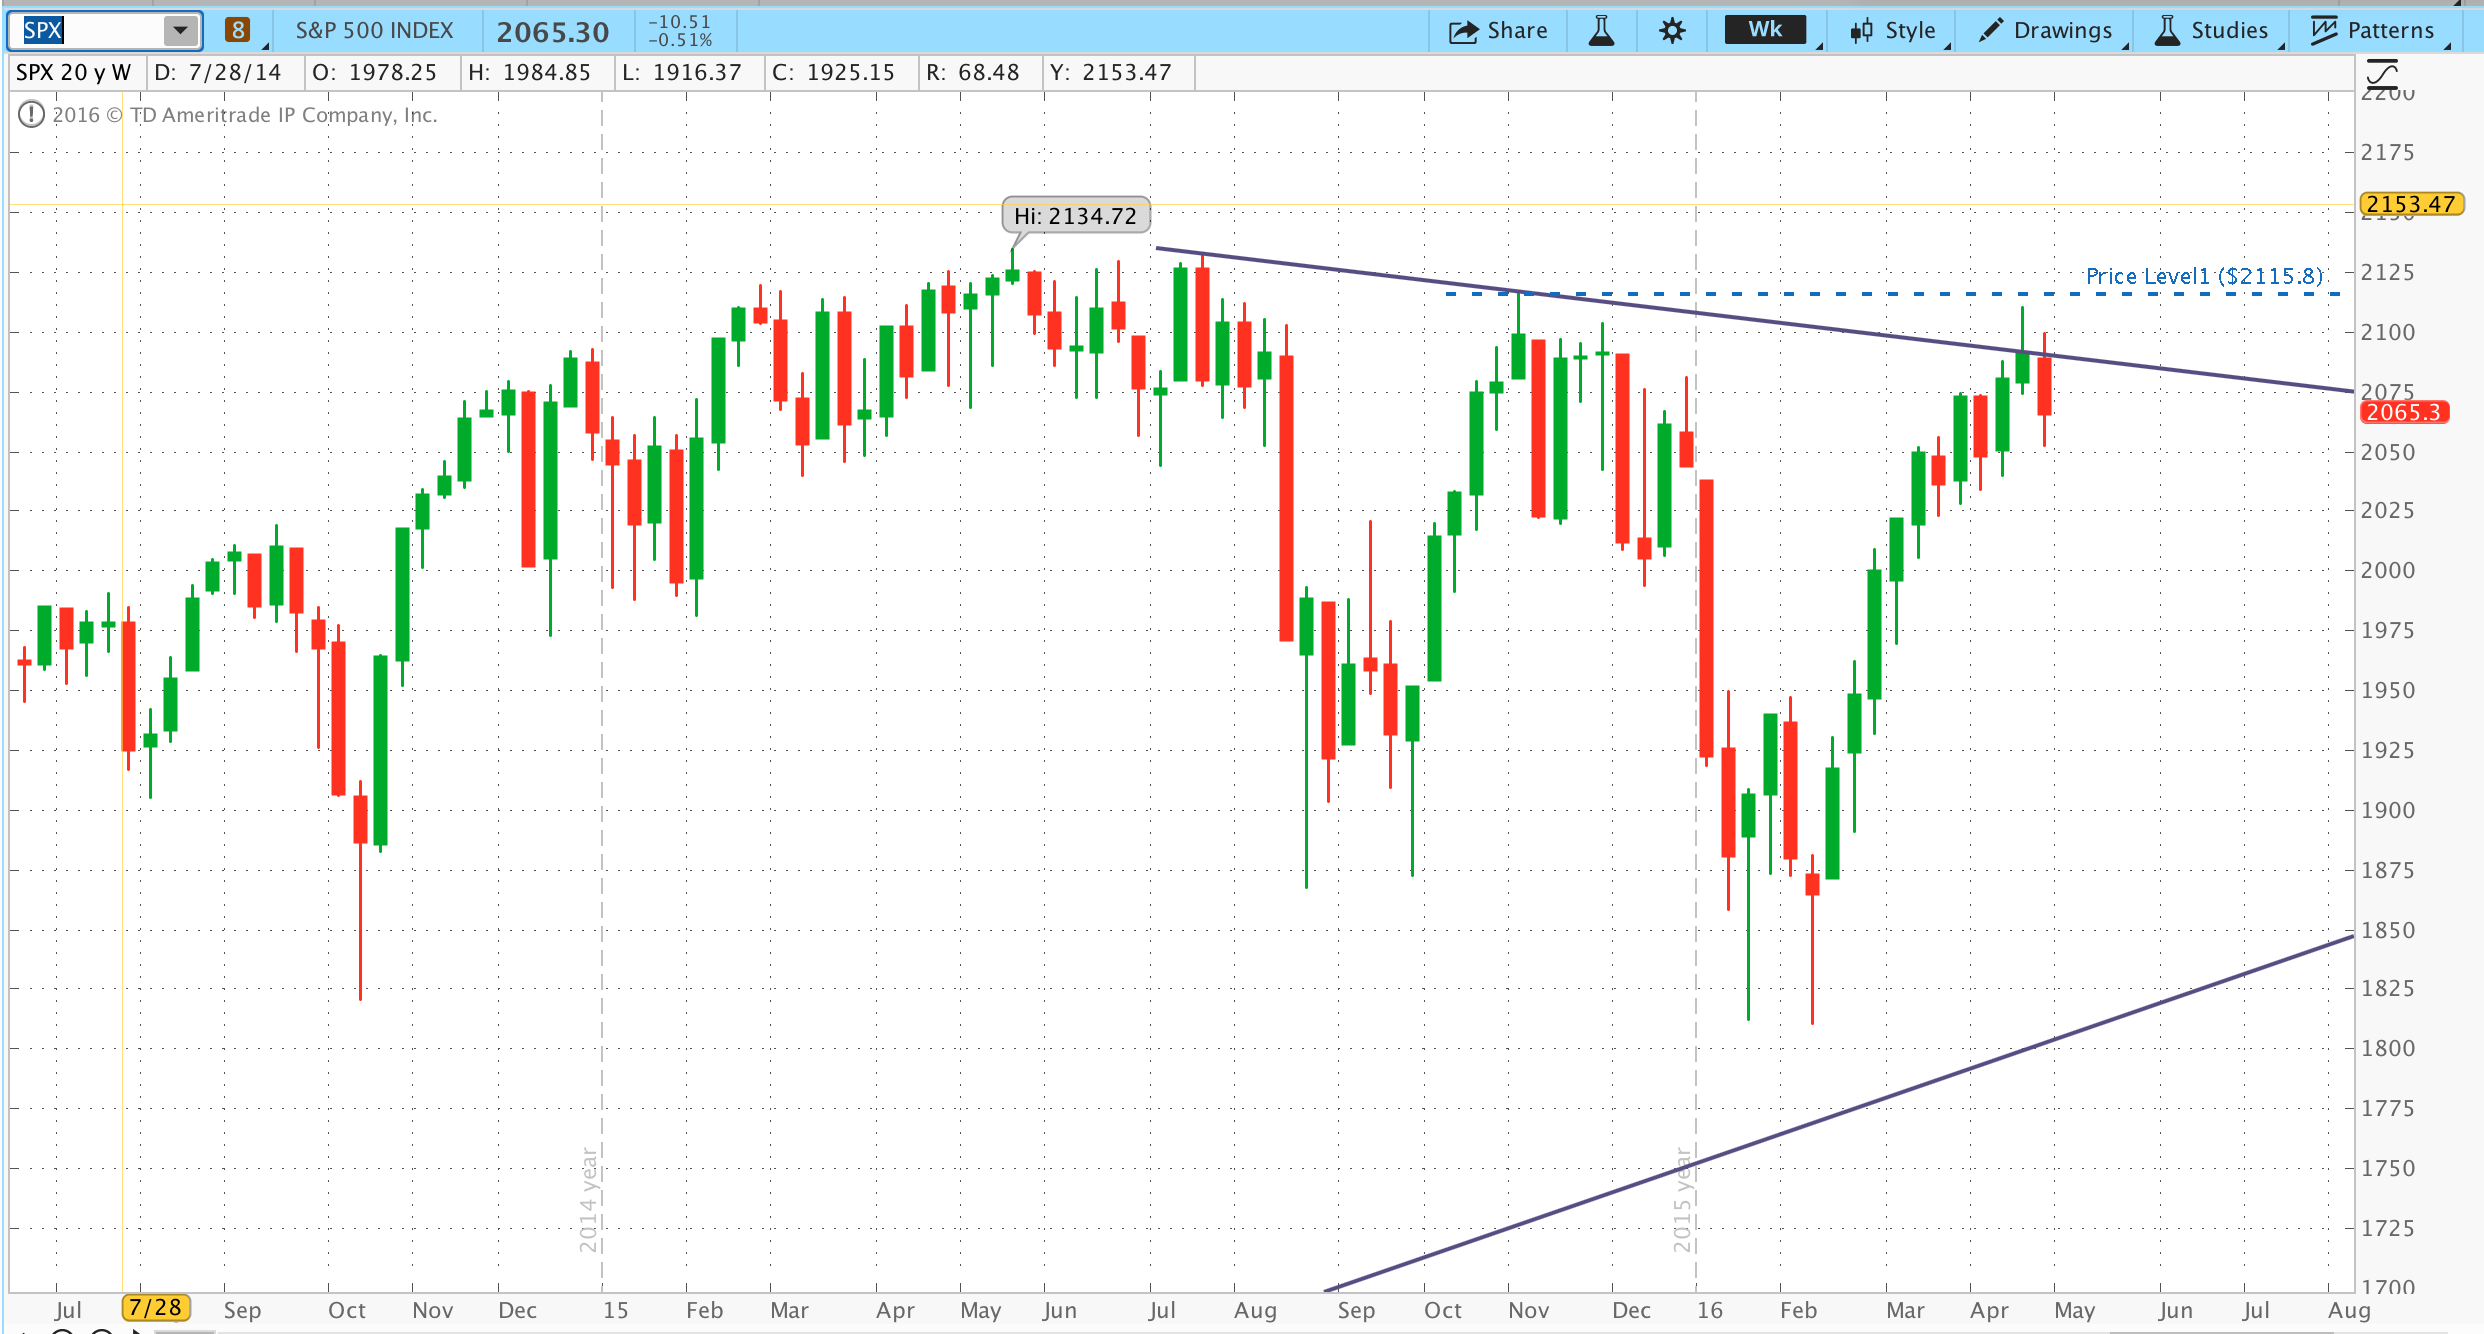 SPX 8 S&P 500 INDEX 2065.30 -10.51 -0.51% Share Wk Style Drawings Studies Patterns
SPX 20 y W D: 7/28/14 O: 1978.25 H: 1984.85 L: 1916.37 C: 1925.15 R: 68.48 Y: 2153.47
2016 © TD Ameritrade IP Company, Inc.
2200
2175
2153.47
2150
Hi: 2134.72
Price Level1 ($2115.8)
2125
2100
2075
2065.3
2050
2025
2000
1975
1950
1925
1900
1875
1850
1825
1800
1775
1750
1725
1700
2014 year
2015 year
Jul 7/28 Sep Oct Nov Dec 15 Feb Mar Apr May Jun Jul Aug Sep Oct Nov Dec 16 Feb Mar Apr May Jun Jul Aug